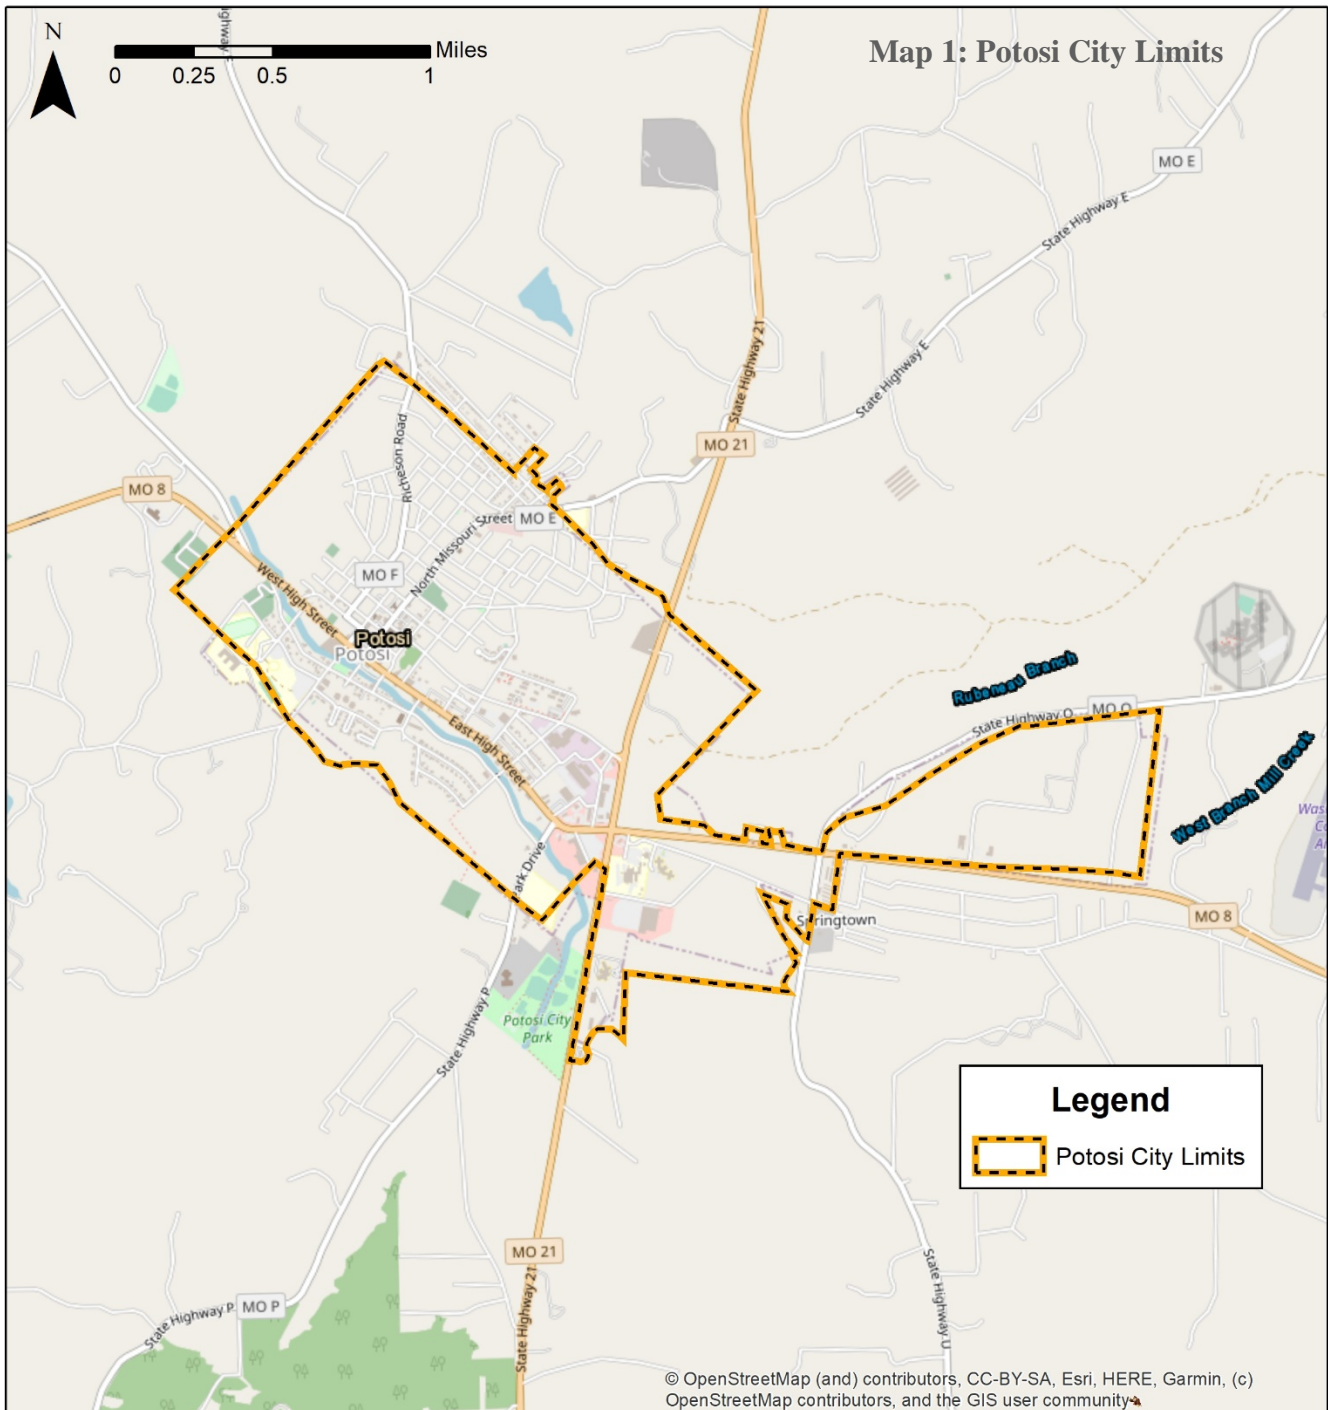 N
Miles
0 0.25 0.5 1
Map 1: Potosi City Limits
MO E
State Highway E
State Highway 21
State Highway E
MO 21
Richeson Road
MO 8
North Missouri Street
MO E
MO F
West High Street
Potosi
Potosi
Rubeneau Branch
MO O
State Highway O
East High Street
West Branch Mill Creek
Park Drive
MO 8
Springtown
Potosi City
Park
State Highway P
Legend
Potosi City Limits
MO 21
State Highway 21
State Highway U
MO P
State Highway P
© OpenStreetMap (and) contributors, CC-BY-SA, Esri, HERE, Garmin, (c)
OpenStreetMap contributors, and the GIS user community